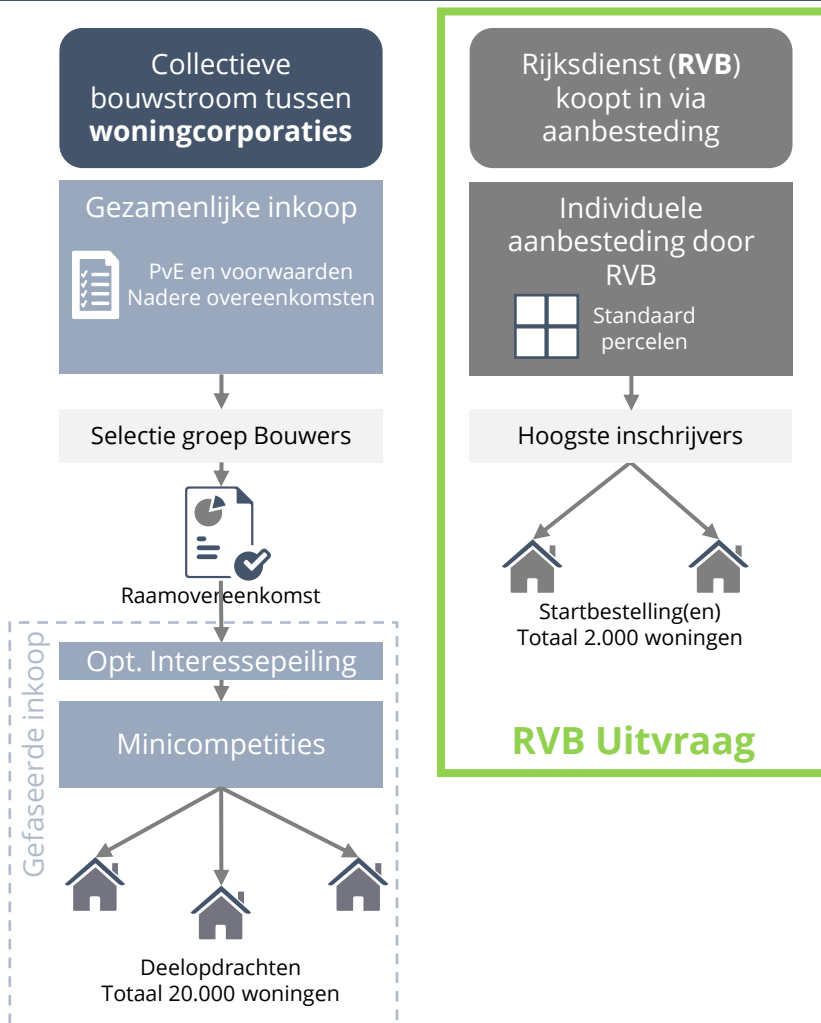 Collectieve
bouwstroom tussen
woningcorporaties
Gezamenlijke inkoop
PvE en voorwaarden
Nadere overeenkomsten
Selectie groep Bouwers
Raamovereenkomst
Gefaseerde inkoop
Opt. Interessepeiling
Minicompetities
Deelopdrachten
Totaal 20.000 woningen
Rijksdienst (RVB)
koopt in via
aanbesteding
Individuele
aanbesteding door
RVB
Standaard
percelen
Hoogste inschrijvers
Startbestelling(en)
Totaal 2.000 woningen
RVB Uitvraag